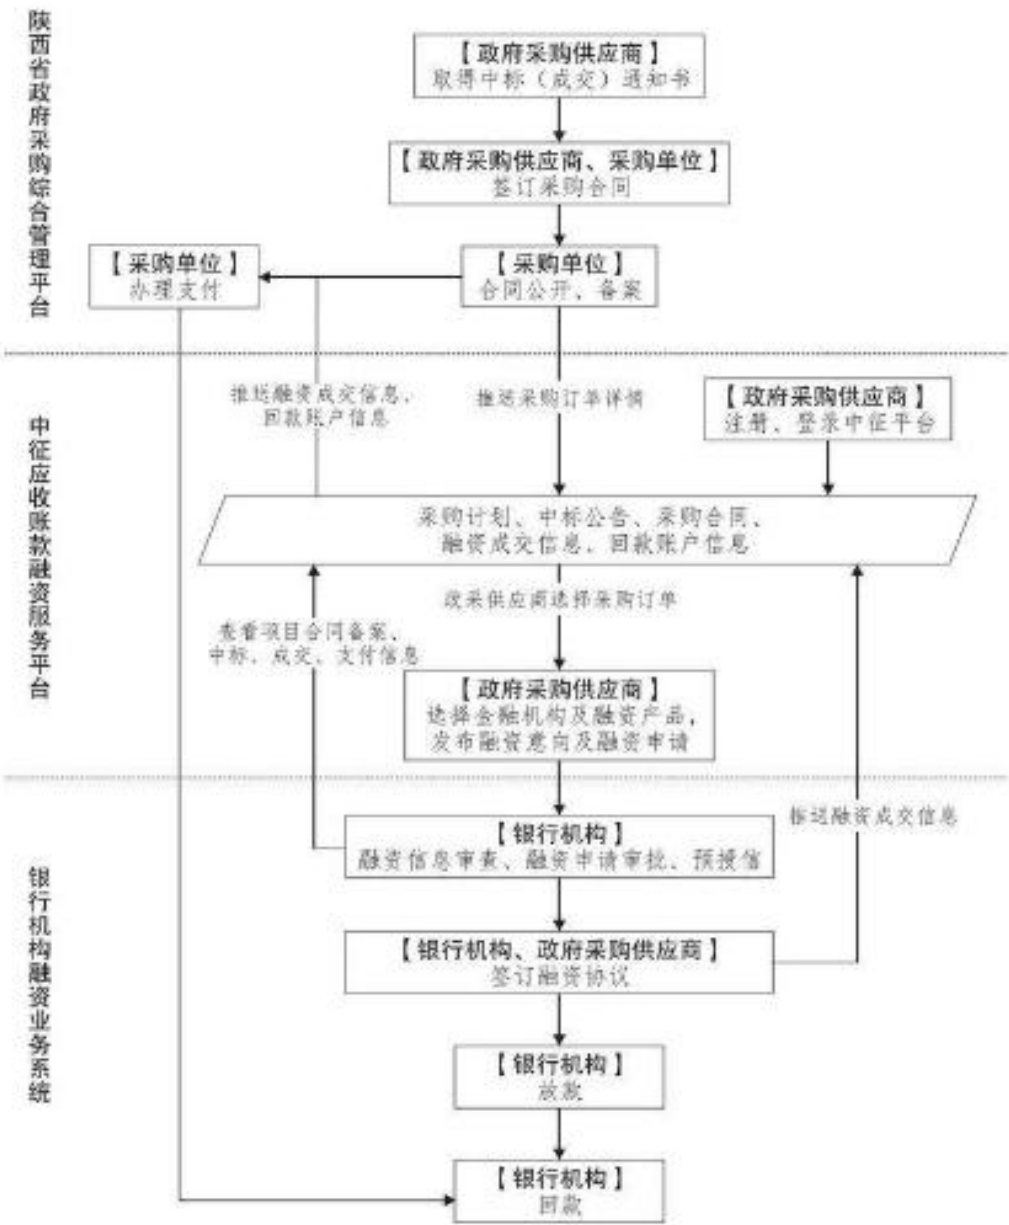 陕西省政府采购综合管理平台
【政府采购供应商】
取得中标（成交）通知书
【政府采购供应商、采购单位】
签订采购合同
【采购单位】
办理支付
【采购单位】
合同公开、备案
中征应收账款融资服务平台
推送融资成交信息、
回款账户信息
推送采购订单详情
【政府采购供应商】
注册、登录中征平台
采购计划、中标公告、采购合同、
融资成交信息、回款账户信息
政采供应商选择采购订单
查看项目合同备案、
中标、成交、支付信息
【政府采购供应商】
选择金融机构及融资产品，
发布融资意向及融资申请
银行机构融资业务系统
【银行机构】
融资信息审查、融资申请审批、预授信
推送融资成交信息
【银行机构、政府采购供应商】
签订融资协议
【银行机构】
放款
【银行机构】
回款